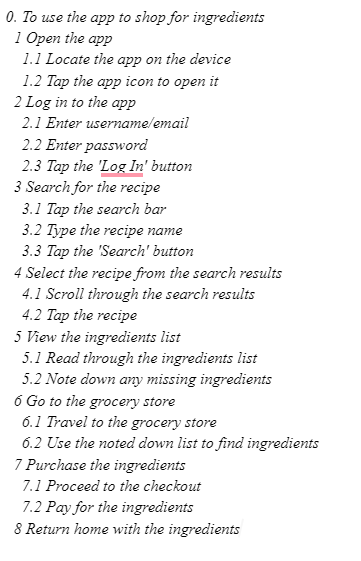 0. To use the app to shop for ingredients
1 Open the app
1.1 Locate the app on the device
1.2 Tap the app icon to open it
2 Log in to the app
2.1 Enter username/email
2.2 Enter password
2.3 Tap the 'Log In' button
3 Search for the recipe
3.1 Tap the search bar
3.2 Type the recipe name
3.3 Tap the 'Search' button
4 Select the recipe from the search results
4.1 Scroll through the search results
4.2 Tap the recipe
5 View the ingredients list
5.1 Read through the ingredients list
5.2 Note down any missing ingredients
6 Go to the grocery store
6.1 Travel to the grocery store
6.2 Use the noted down list to find ingredients
7 Purchase the ingredients
7.1 Proceed to the checkout
7.2 Pay for the ingredients
8 Return home with the ingredients